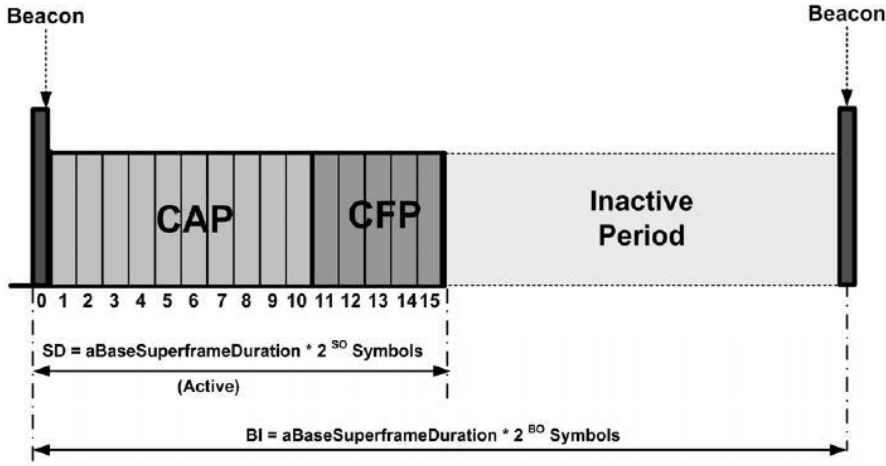 Beacon Beacon
CAP CFP Inactive
Period
0 1 2 3 4 5 6 7 8 9 10 11 12 13 14 15
SD = aBaseSuperframeDuration * 2 SO Symbols
(Active)
BI = aBaseSuperframeDuration * 2 BO Symbols